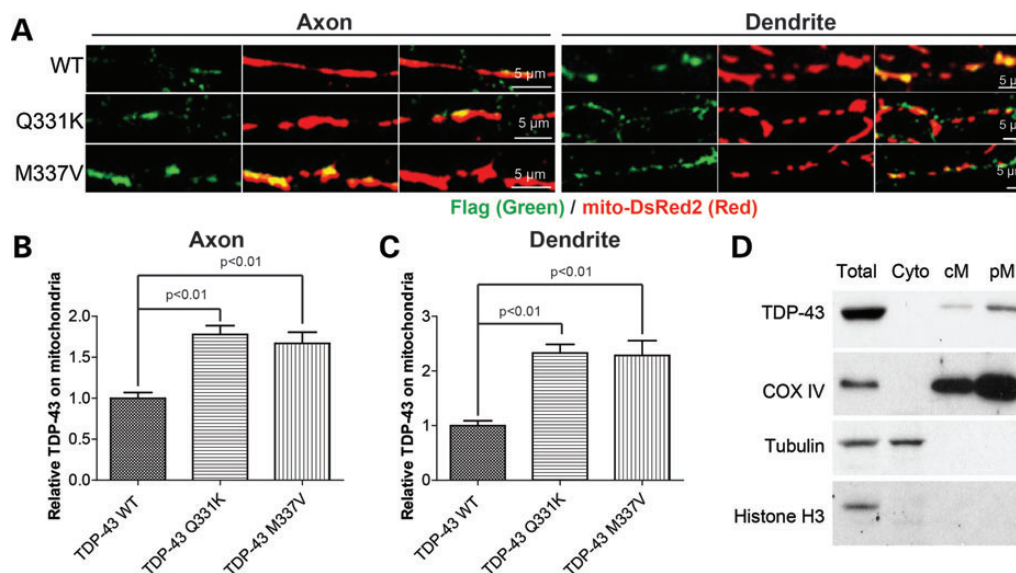 A
Axon
Dendrite
WT
5 μm
5 μm
Q331K
5 μm
5 μm
M337V
5 μm
Flag (Green) / mito-DsRed2 (Red)
B
Axon
p<0.01
p<0.01
Relative TDP-43 on mitochondria
2.0
1.5
1.0
0.5
0.0
TDP-43 WT
TDP-43 Q331K
TDP-43 M337V
C
Dendrite
p<0.01
p<0.01
Relative TDP-43 on mitochondria
3
2
1
0
TDP-43 WT
TDP-43 Q331K
TDP-43 M337V
D
Total Cyto cM pM
TDP-43
COX IV
Tubulin
Histone H3